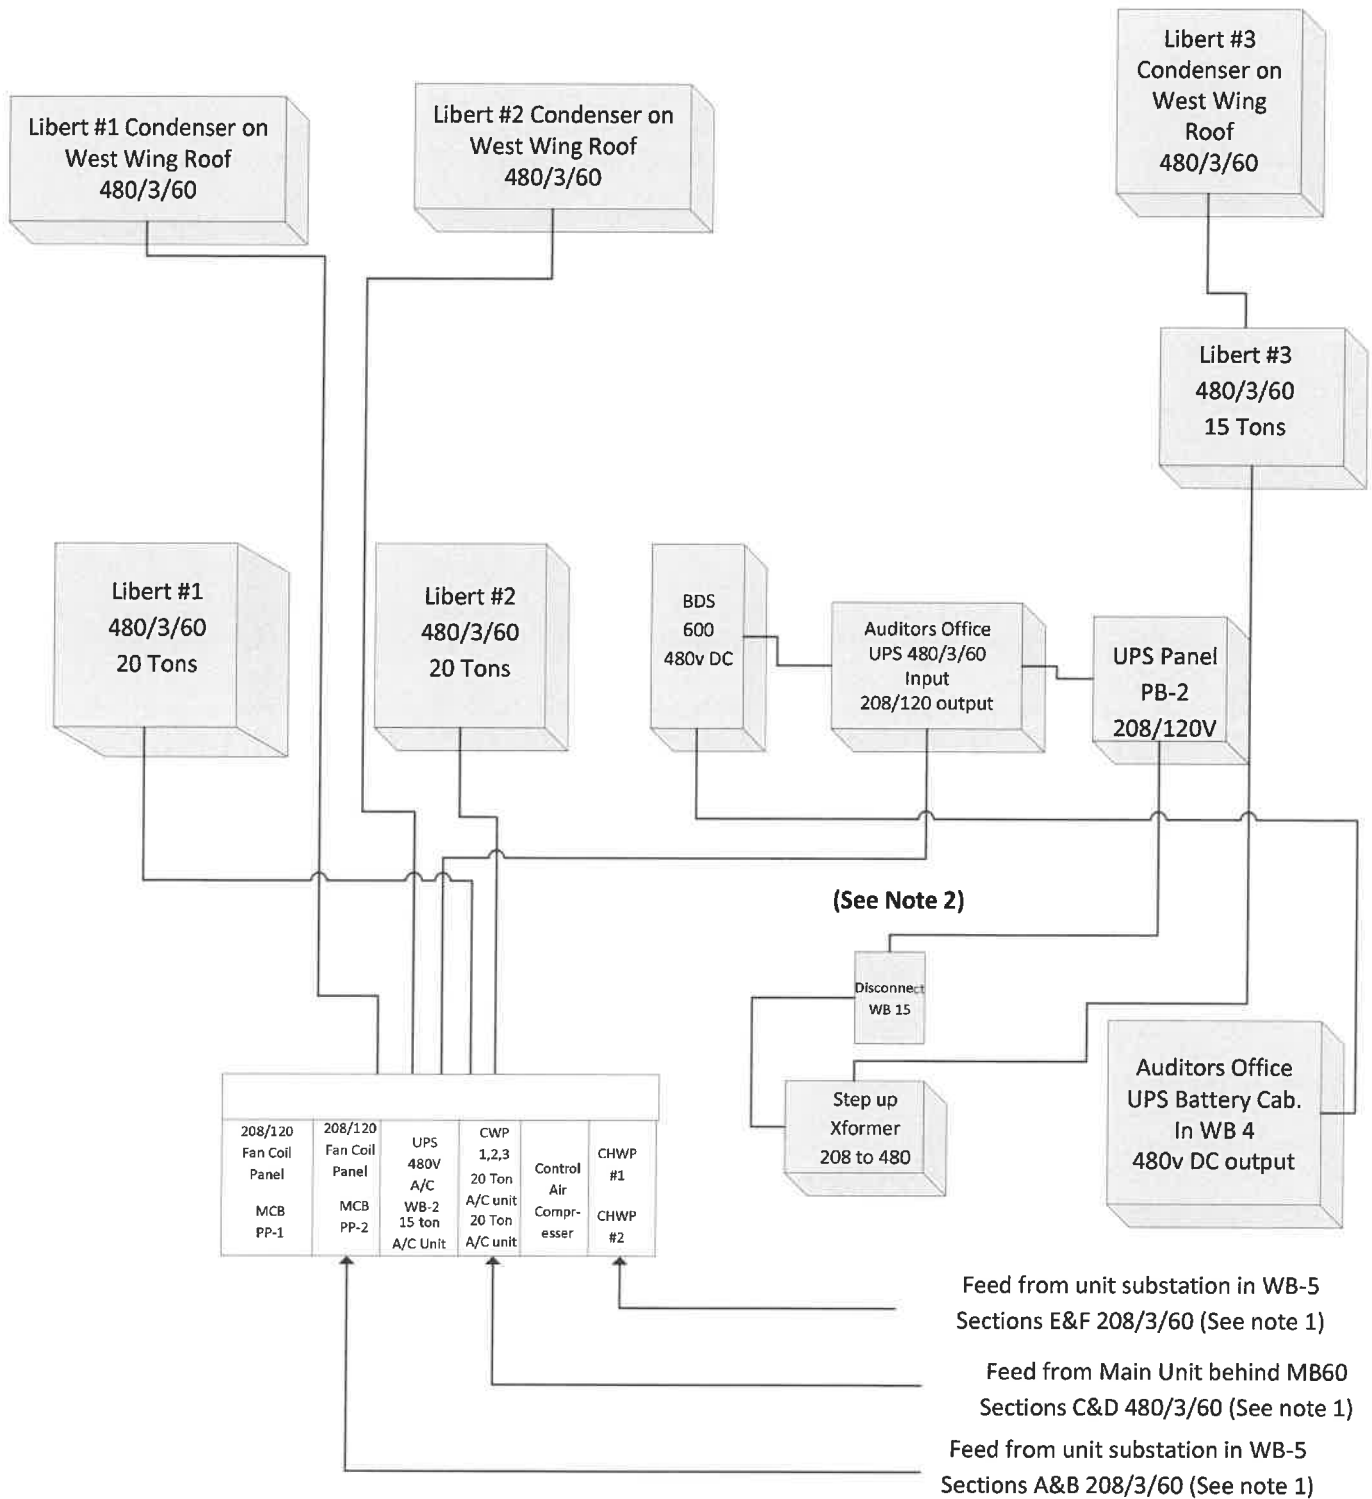 Libert #3
Condenser on
West Wing
Roof
480/3/60
Libert #1 Condenser on
West Wing Roof
480/3/60
Libert #2 Condenser on
West Wing Roof
480/3/60
Libert #3
480/3/60
15 Tons
Libert #1
480/3/60
20 Tons
Libert #2
480/3/60
20 Tons
BDS
600
480v DC
Auditors Office
UPS 480/3/60
Input
208/120 output
UPS Panel
PB-2
208/120V
(See Note 2)
Disconnect
WB 15
Step up
Xformer
208 to 480
Auditors Office
UPS Battery Cab.
In WB 4
480v DC output
208/120
Fan Coil
Panel
MCB
PP-1
208/120
Fan Coil
Panel
MCB
PP-2
UPS
480V
A/C
WB-2
15 ton
A/C Unit
CWP
1,2,3
20 Ton
A/C unit
20 Ton
A/C unit
Control
Air
Compr-
esser
CHWP
#1
CHWP
#2
Feed from unit substation in WB-5
Sections E&F 208/3/60 (See note 1)
Feed from Main Unit behind MB60
Sections C&D 480/3/60 (See note 1)
Feed from unit substation in WB-5
Sections A&B 208/3/60 (See note 1)